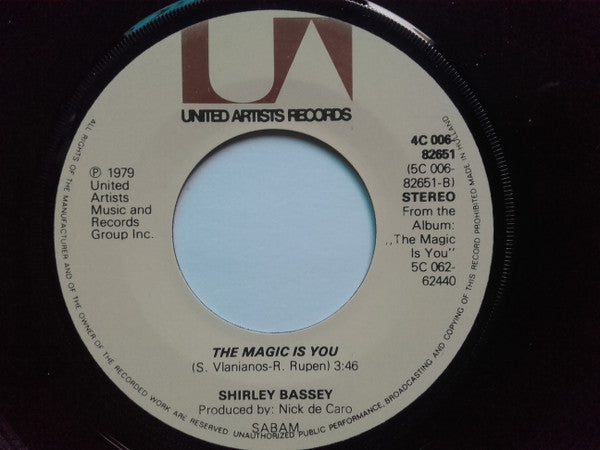 UA
UNITED ARTISTS RECORDS
℗ 1979
United
Artists
Music and
Records
Group Inc.
4C 006-
82651
(5C 006-
82651-B)
STEREO
From the
Album:
,,The Magic
Is You"
5C 062-
62440
THE MAGIC IS YOU
(S. Vlanianos-R. Rupen) 3:46
SHIRLEY BASSEY
Produced by: Nick de Caro
SABAM
ALL RIGHTS OF THE MANUFACTURER AND OF THE OWNER OF THE RECORDED WORK ARE RESERVED UNAUTHORIZED PUBLIC PERFORMANCE, BROADCASTING AND COPYING OF THIS RECORD PROHIBITED MADE IN HOLLAND